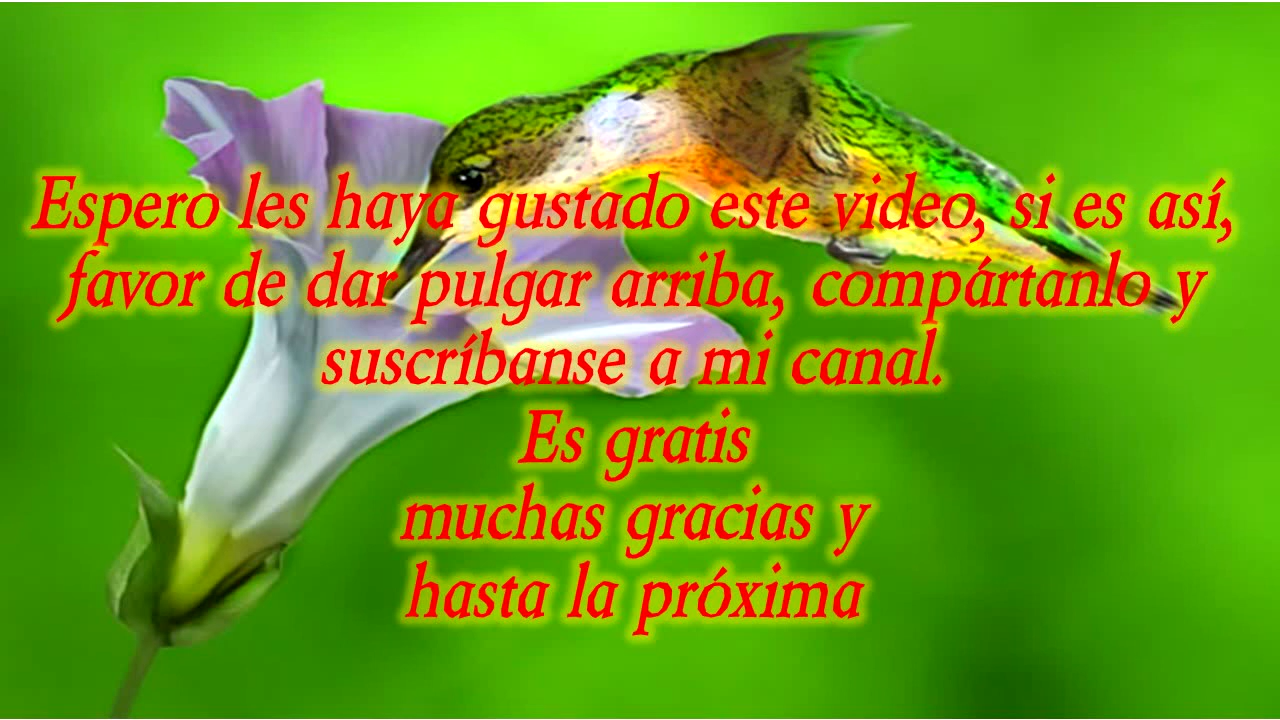 Espero les haya gustado este video, si es así,
favor de dar pulgar arriba, compártanlo y
suscríbanse a mi canal.
Es gratis
muchas gracias y
hasta la próxima